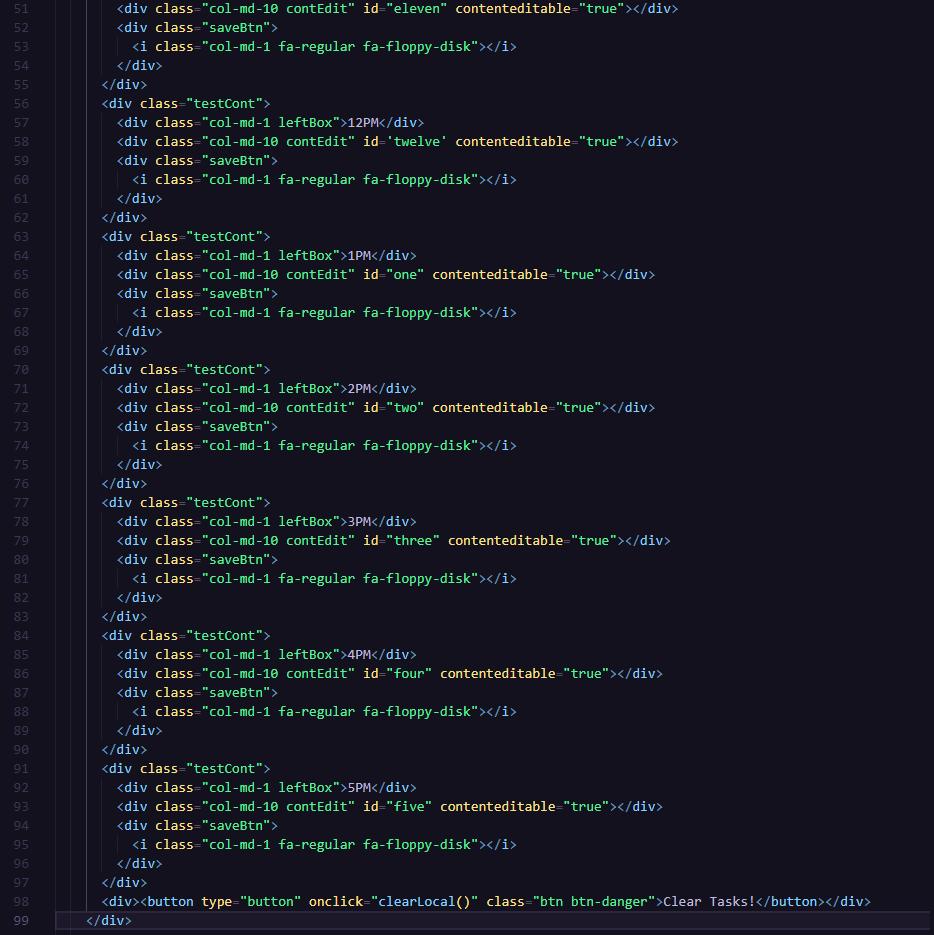 51 <div class="col-md-10 contEdit" id="eleven" contenteditable="true"></div>
52 <div class="saveBtn">
53 <i class="col-md-1 fa-regular fa-floppy-disk"></i>
54 </div>
55 </div>
56 <div class="testCont">
57 <div class="col-md-1 leftBox">12PM</div>
58 <div class="col-md-10 contEdit" id='twelve' contenteditable="true"></div>
59 <div class="saveBtn">
60 <i class="col-md-1 fa-regular fa-floppy-disk"></i>
61 </div>
62 </div>
63 <div class="testCont">
64 <div class="col-md-1 leftBox">1PM</div>
65 <div class="col-md-10 contEdit" id="one" contenteditable="true"></div>
66 <div class="saveBtn">
67 <i class="col-md-1 fa-regular fa-floppy-disk"></i>
68 </div>
69 </div>
70 <div class="testCont">
71 <div class="col-md-1 leftBox">2PM</div>
72 <div class="col-md-10 contEdit" id="two" contenteditable="true"></div>
73 <div class="saveBtn">
74 <i class="col-md-1 fa-regular fa-floppy-disk"></i>
75 </div>
76 </div>
77 <div class="testCont">
78 <div class="col-md-1 leftBox">3PM</div>
79 <div class="col-md-10 contEdit" id="three" contenteditable="true"></div>
80 <div class="saveBtn">
81 <i class="col-md-1 fa-regular fa-floppy-disk"></i>
82 </div>
83 </div>
84 <div class="testCont">
85 <div class="col-md-1 leftBox">4PM</div>
86 <div class="col-md-10 contEdit" id="four" contenteditable="true"></div>
87 <div class="saveBtn">
88 <i class="col-md-1 fa-regular fa-floppy-disk"></i>
89 </div>
90 </div>
91 <div class="testCont">
92 <div class="col-md-1 leftBox">5PM</div>
93 <div class="col-md-10 contEdit" id="five" contenteditable="true"></div>
94 <div class="saveBtn">
95 <i class="col-md-1 fa-regular fa-floppy-disk"></i>
96 </div>
97 </div>
98 <div><button type="button" onclick="clearLocal()" class="btn btn-danger">Clear Tasks!</button></div>
99 </div>